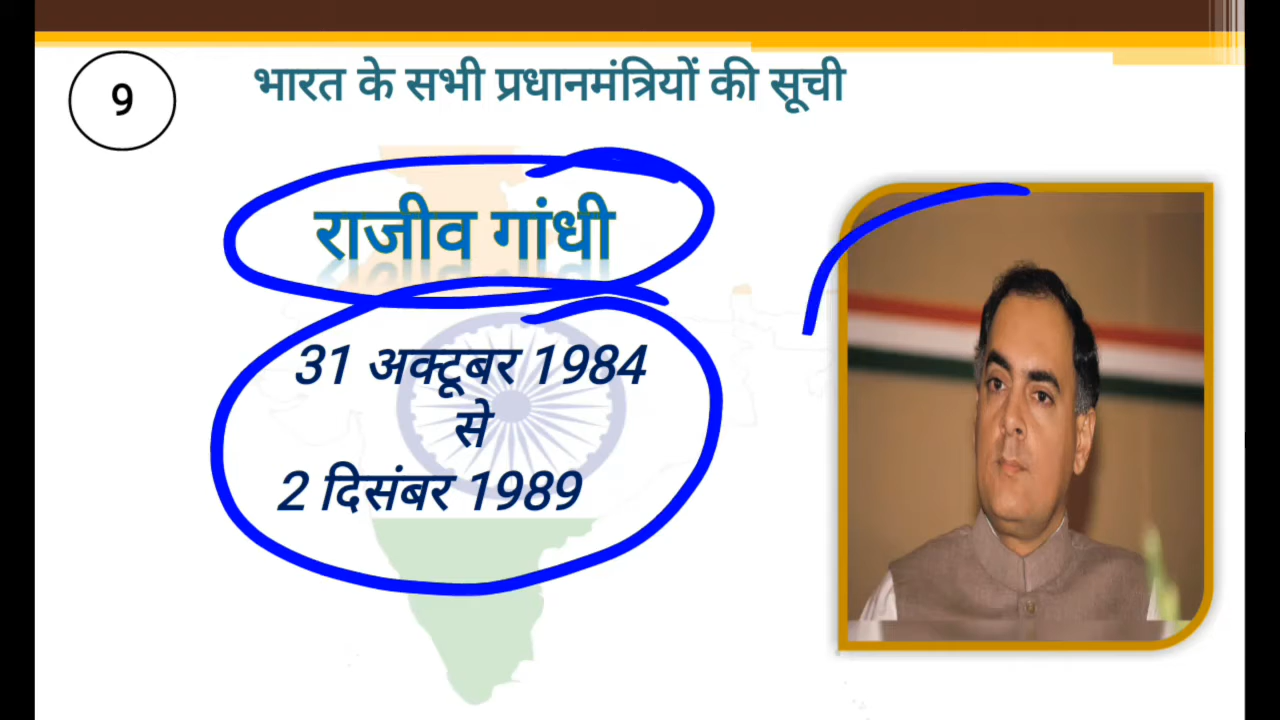 9
भारत के सभी प्रधानमंत्रियों की सूची
राजीव गांधी
31 अक्टूबर 1984
से
2 दिसंबर 1989